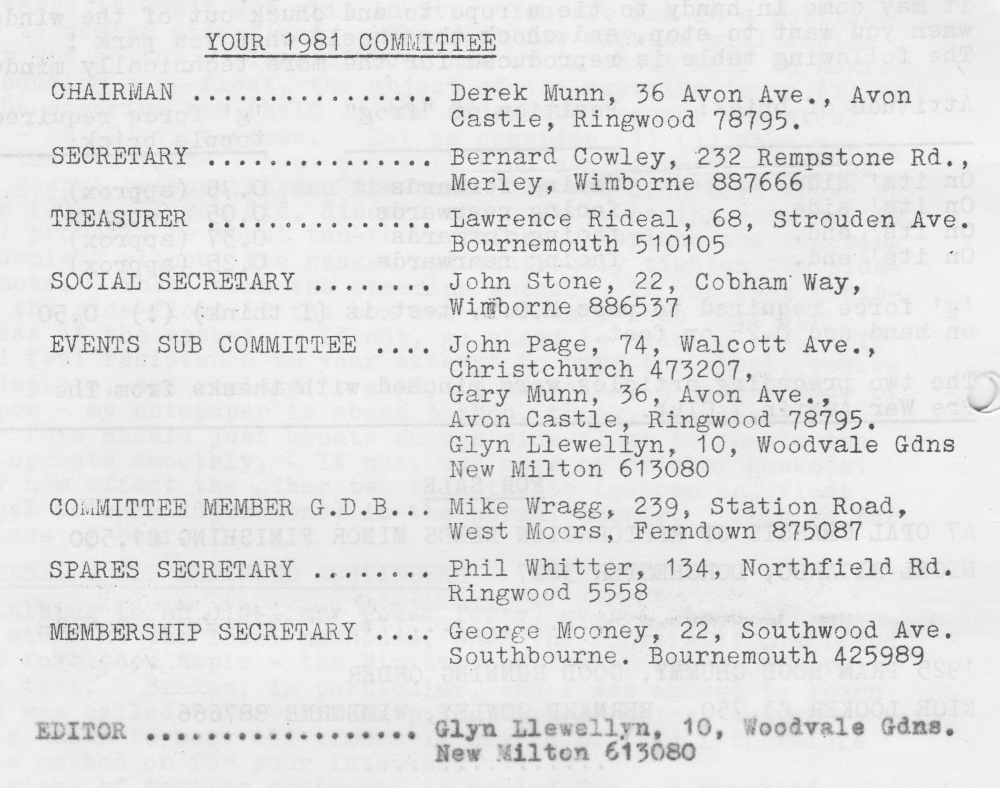 YOUR 1981 COMMITTEE
CHAIRMAN ................ Derek Munn, 36 Avon Ave., Avon
Castle, Ringwood 78795.
SECRETARY ............... Bernard Cowley, 232 Rempstone Rd.,
Merley, Wimborne 887666
TREASURER ............... Lawrence Rideal, 68, Strouden Ave.
Bournemouth 510105
SOCIAL SECRETARY ........ John Stone, 22, Cobham Way,
Wimborne 886537
EVENTS SUB COMMITTEE .... John Page, 74, Walcott Ave.,
Christchurch 473207,
Gary Munn, 36, Avon Ave.,
Avon Castle, Ringwood 78795.
Glyn Llewellyn, 10, Woodvale Gdns
New Milton 613080
COMMITTEE MEMBER G.D.B... Mike Wragg, 239, Station Road,
West Moors, Ferndown 875087
SPARES SECRETARY ........ Phil Whitter, 134, Northfield Rd.
Ringwood 5558
MEMBERSHIP SECRETARY .... George Mooney, 22, Southwood Ave.
Southbourne. Bournemouth 425989
EDITOR .................. Glyn Llewellyn, 10, Woodvale Gdns.
New Milton 613080